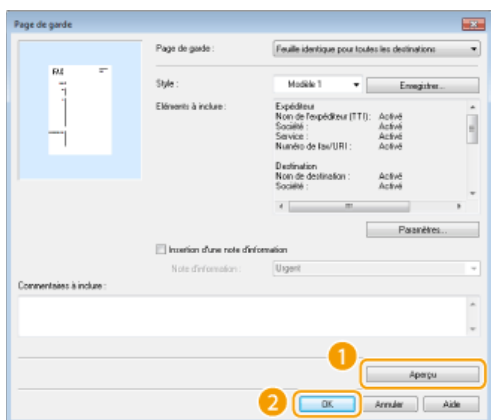 Page de garde
Page de garde :
Feuille identique pour toutes les destinations
FAX
Style :
Modèle 1
Enregistrer...
Eléments à inclure :
Expéditeur
Nom de l'expéditeur (TTI) : Activé
Société : Activé
Service : Activé
Numéro de fax/URI : Activé
Destination
Nom de destination : Activé
Société : Activé
Paramètres...
Insertion d'une note d'information
Note d'information :
Urgent
Commentaires à inclure :
1
Aperçu
2
OK
Annuler
Aide